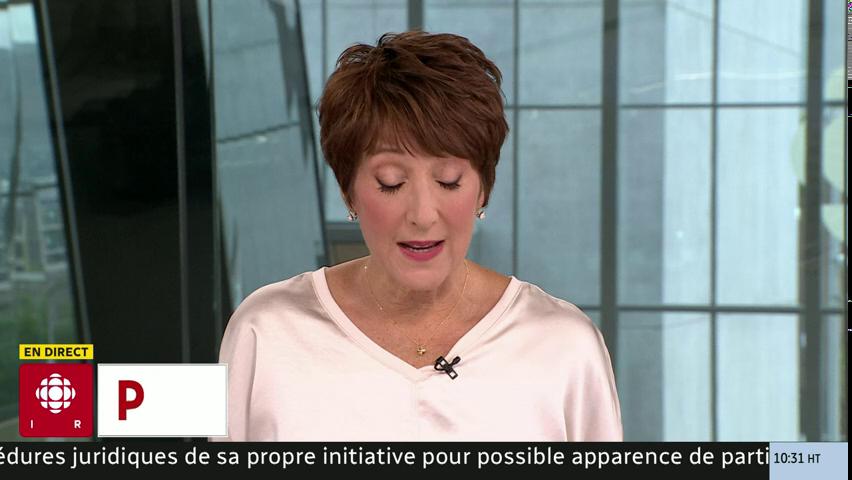 EN DIRECT
I R
P
édures juridiques de sa propre initiative pour possible apparence de parti
10:31 HT